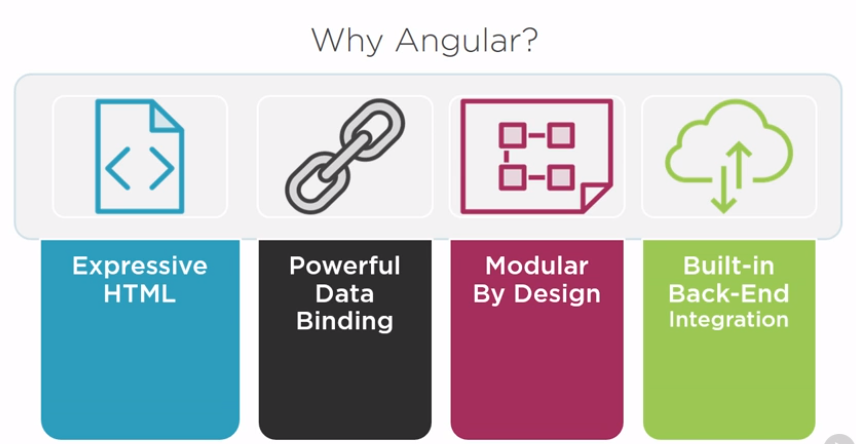 Why Angular?
Expressive
HTML
Powerful
Data
Binding
Modular
By Design
Built-in
Back-End
Integration